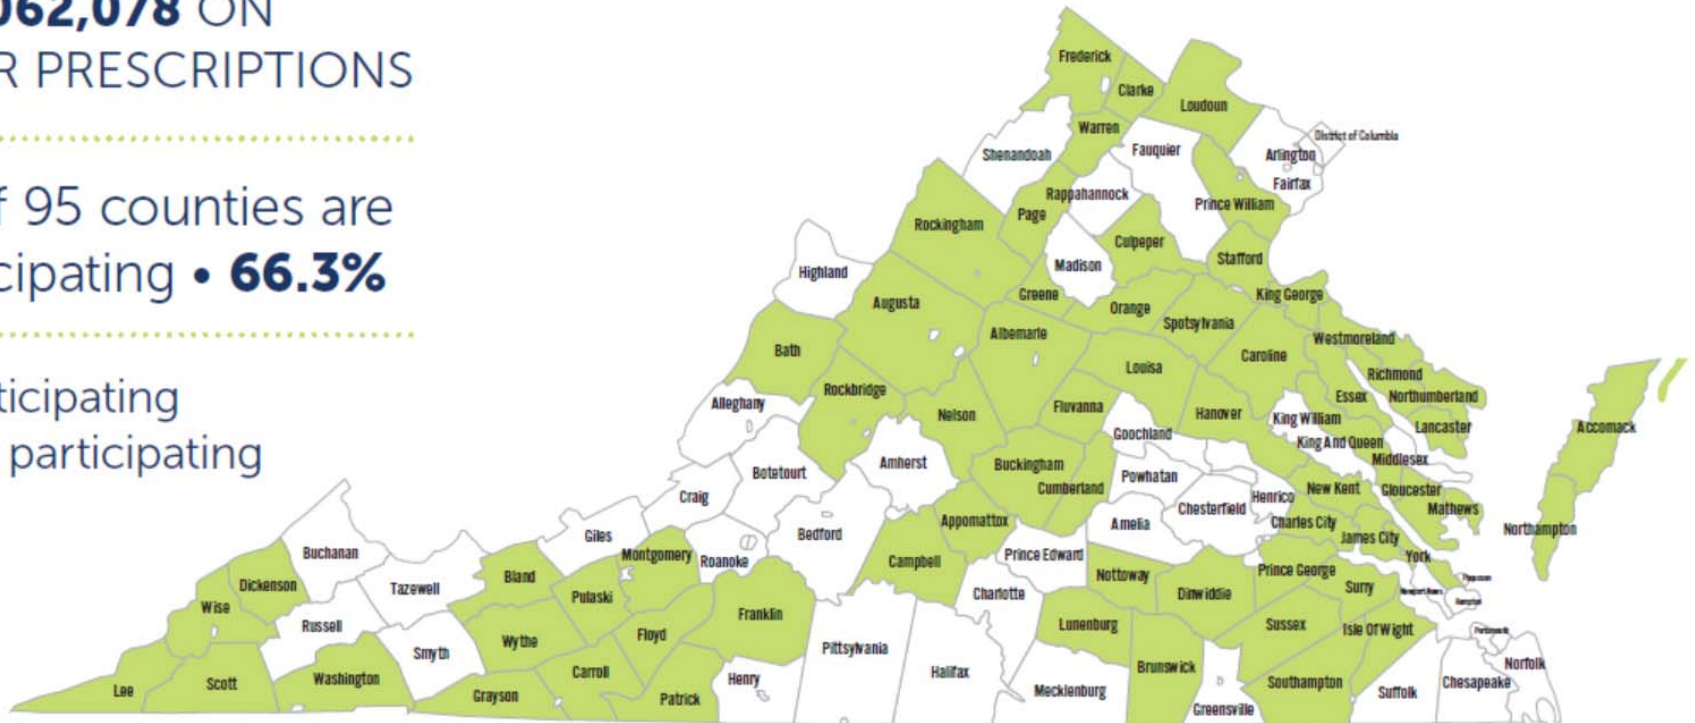 062,078 ON
R PRESCRIPTIONS
f 95 counties are
cipating • 66.3%
ticipating
participating
Frederick
Clarke
Loudoun
Warren
District of Columbia
Shenandoah
Fauquier
Arlington
Fairfax
Rappahannock
Page
Prince William
Rockingham
Culpeper
Madison
Stafford
Highland
Greene
King George
Augusta
Orange
Spotsylvania
Albemarle
Westmoreland
Bath
Caroline
Louisa
Richmond
Rockbridge
Essex
Northumberland
Alleghany
Fluvanna
Nelson
Hanover
King William
Lancaster
Accomack
Goochland
King And Queen
Middlesex
Amherst
Buckingham
Botetourt
Powhatan
Cumberland
New Kent
Gloucester
Craig
Henrico
Chesterfield
Mathews
Appomattox
Amelia
Charles City
Northampton
Bedford
Giles
James City
Buchanan
Montgomery
Roanoke
Prince Edward
York
Campbell
Prince George
Bland
Nottoway
Dickenson
Tazewell
Surry
Pulaski
Charlotte
Dinwiddie
Wise
Newport News
Hampton
Franklin
Russell
Lunenburg
Sussex
Isle Of Wight
Portsmouth
Floyd
Wythe
Pittsylvania
Smyth
Norfolk
Brunswick
Carroll
Halifax
Henry
Washington
Scott
Southampton
Chesapeake
Lee
Mecklenburg
Suffolk
Grayson
Patrick
Greensville